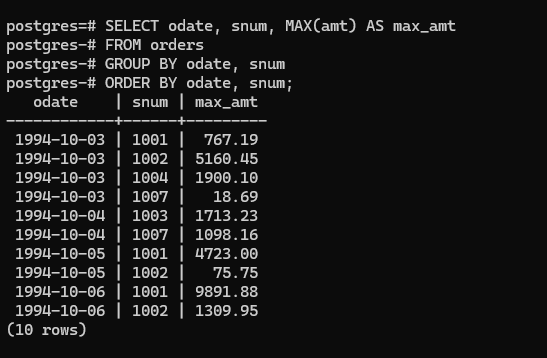 postgres=# SELECT odate, snum, MAX(amt) AS max_amt
postgres-# FROM orders
postgres-# GROUP BY odate, snum
postgres-# ORDER BY odate, snum;
   odate    | snum | max_amt
------------+------+---------
 1994-10-03 | 1001 |  767.19
 1994-10-03 | 1002 | 5160.45
 1994-10-03 | 1004 | 1900.10
 1994-10-03 | 1007 |   18.69
 1994-10-04 | 1003 | 1713.23
 1994-10-04 | 1007 | 1098.16
 1994-10-05 | 1001 | 4723.00
 1994-10-05 | 1002 |   75.75
 1994-10-06 | 1001 | 9891.88
 1994-10-06 | 1002 | 1309.95
(10 rows)